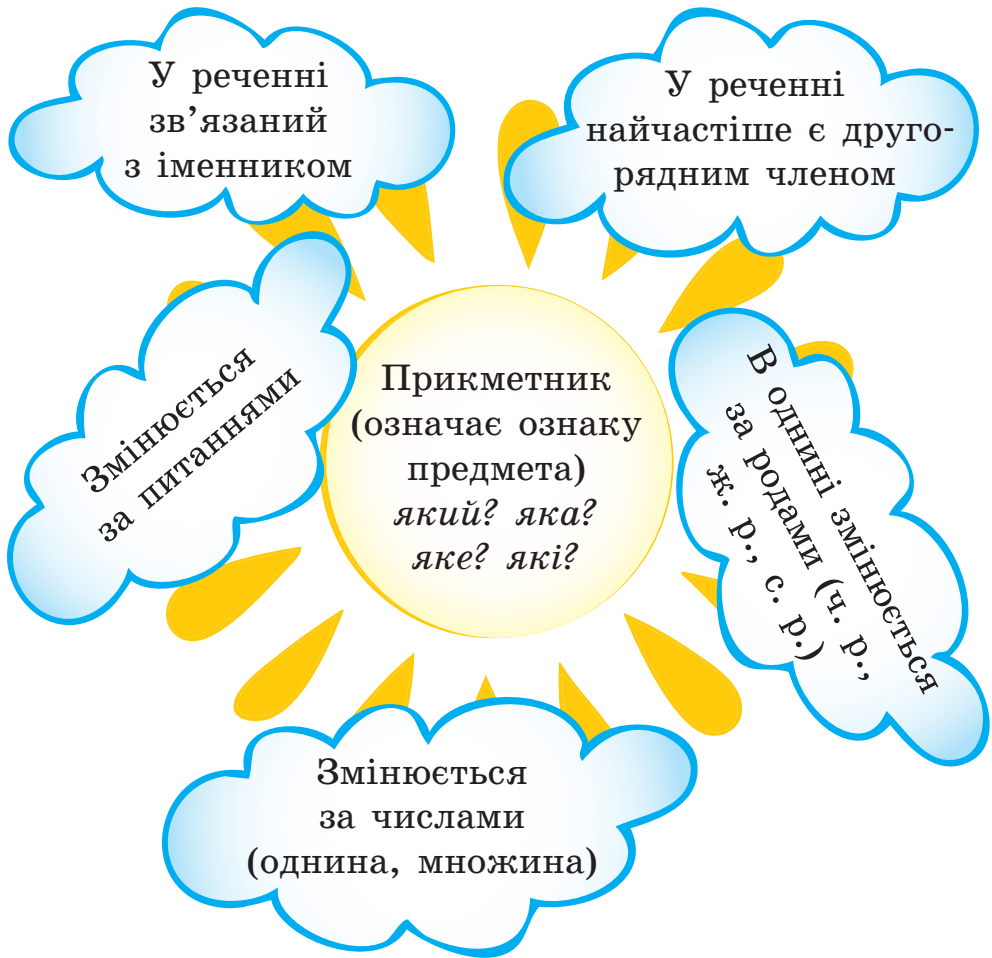 У реченні
зв’язаний
з іменником
У реченні
найчастіше є друго-
рядним членом
Змінюється
за питаннями
Прикметник
(означає ознаку
предмета)
який? яка?
яке? які?
В однині змінюється
за родами (ч. р.,
ж. р., с. р.)
Змінюється
за числами
(однина, множина)